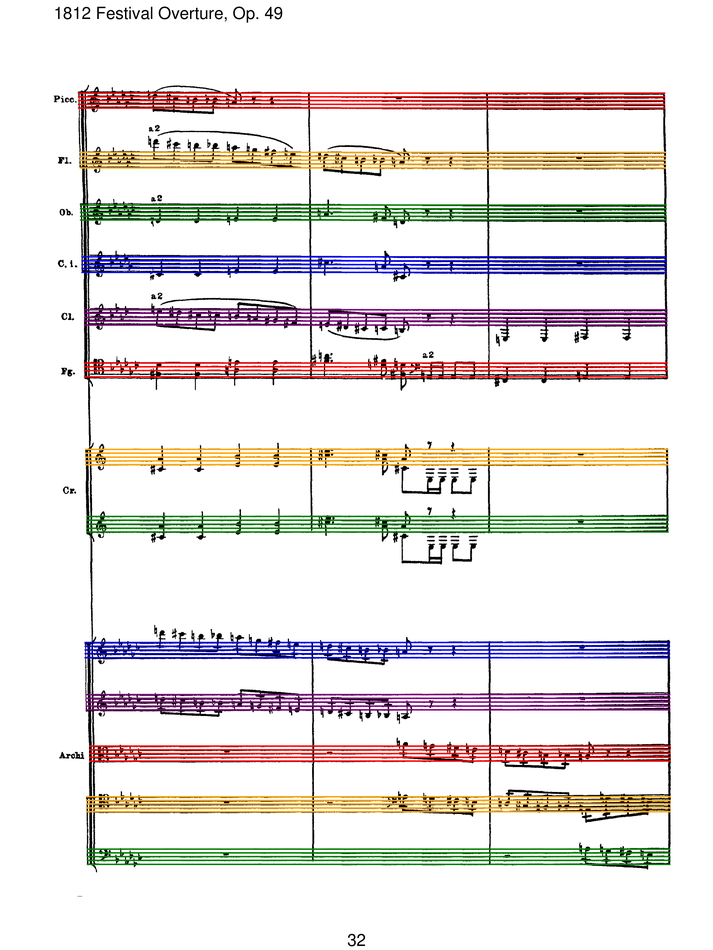 1812 Festival Overture, Op. 49
Picc.
a2
Fl.
a2
Ob.
C.i.
a2
Cl.
a2
Fg.
Cr.
Archi
32